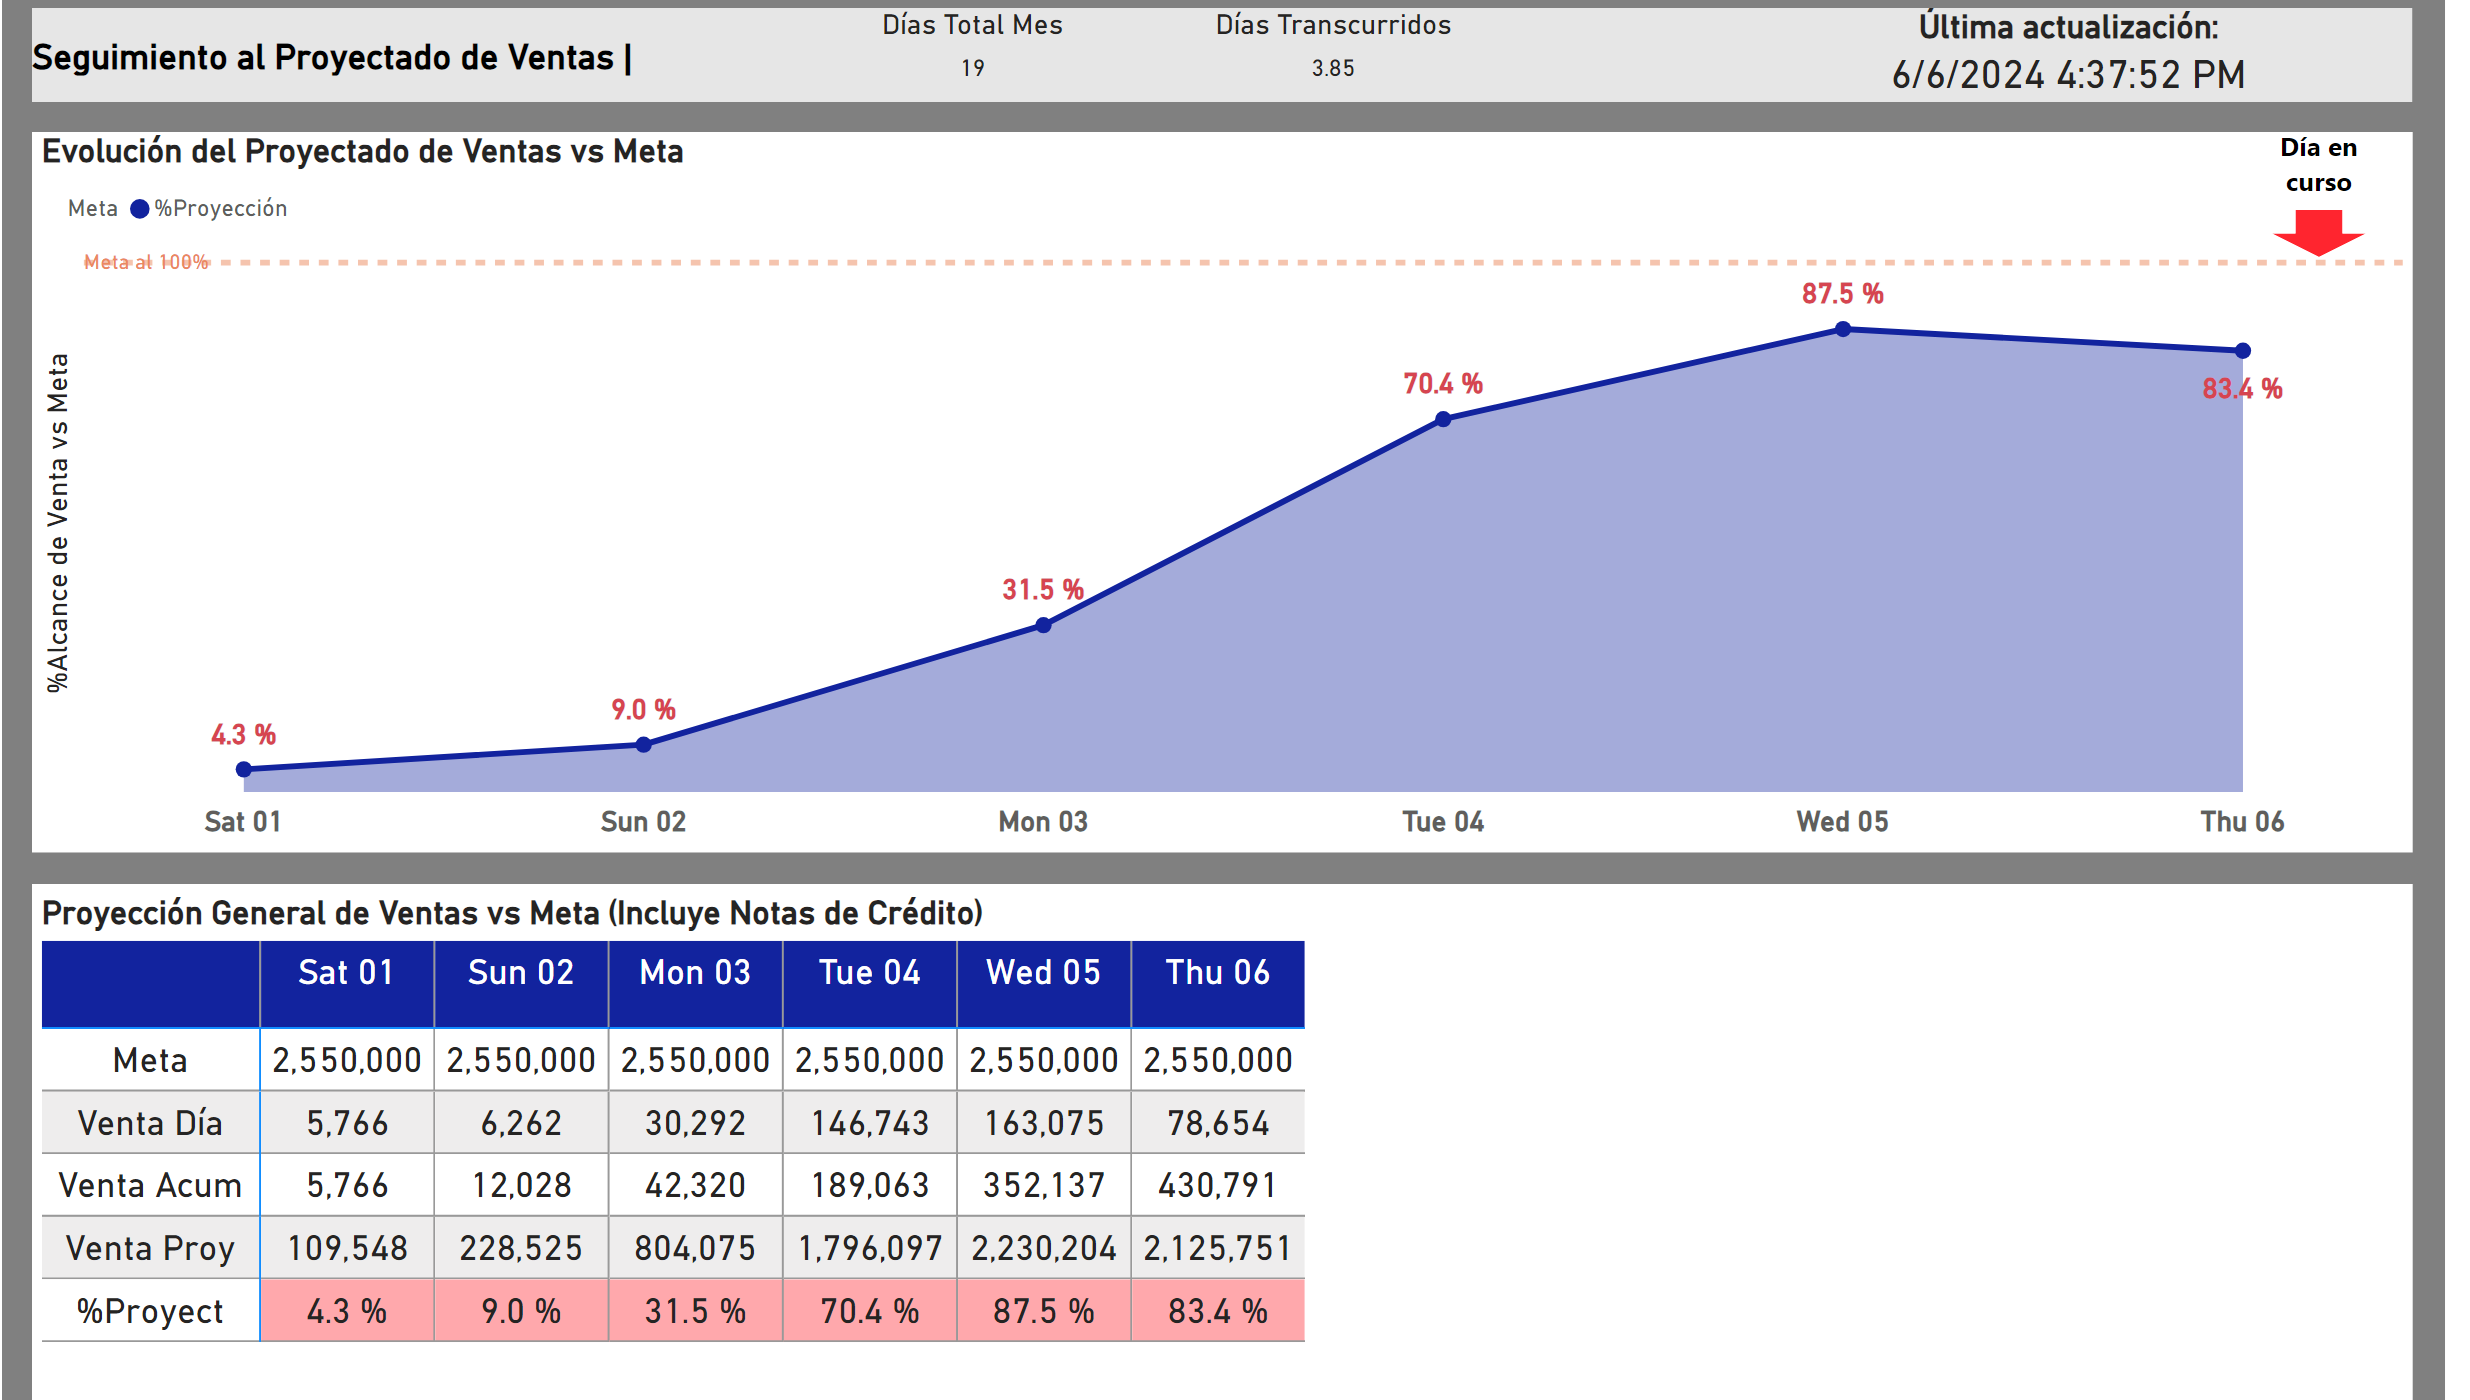 Seguimiento al Proyectado de Ventas |
Días Total Mes
19
Días Transcurridos
3.85
Última actualización:
6/6/2024 4:37:52 PM
Evolución del Proyectado de Ventas vs Meta
Día en
curso
Meta %Proyección
Meta al 100%
%Alcance de Venta vs Meta
4.3 %
9.0 %
31.5 %
70.4 %
87.5 %
83.4 %
Sat 01 Sun 02 Mon 03 Tue 04 Wed 05 Thu 06
Proyección General de Ventas vs Meta (Incluye Notas de Crédito)
Sat 01 Sun 02 Mon 03 Tue 04 Wed 05 Thu 06
Meta 2,550,000 2,550,000 2,550,000 2,550,000 2,550,000 2,550,000
Venta Día 5,766 6,262 30,292 146,743 163,075 78,654
Venta Acum 5,766 12,028 42,320 189,063 352,137 430,791
Venta Proy 109,548 228,525 804,075 1,796,097 2,230,204 2,125,751
%Proyect 4.3 % 9.0 % 31.5 % 70.4 % 87.5 % 83.4 %